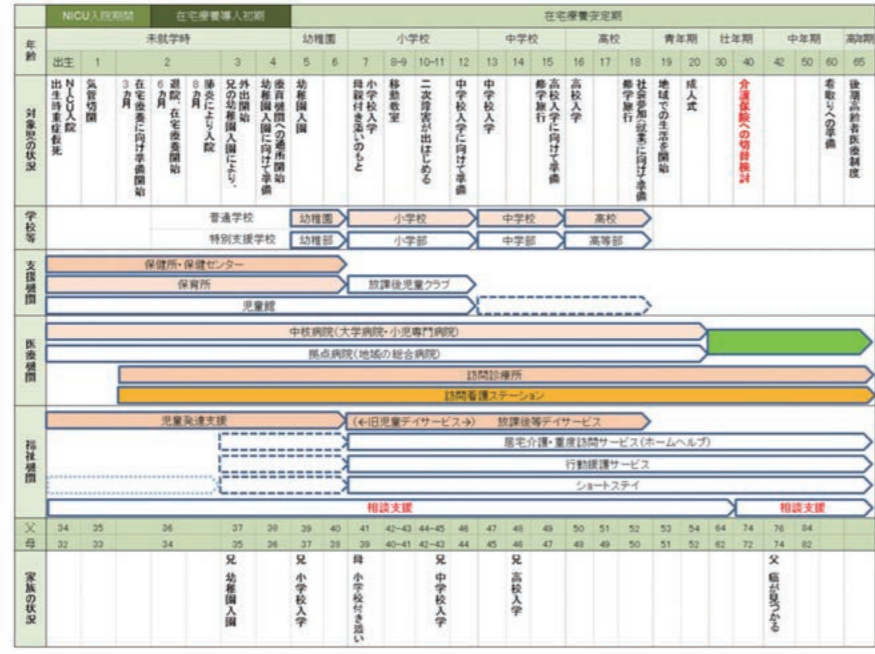 NICU入院期間 在宅療養導入初期 在宅療養安定期
年齢 未就学時 幼稚園 小学校 中学校 高校 青年期 壮年期 中年期 高年期
出生 1 2 3 4 5 6 7 8-9 10-11 12 13 14 15 16 17 18 19 20 30 40 42 50 60 65
対象児の状況
出生時重症仮死
NICU入院
気管切開
3カ月
在宅療養に向け準備開始
6カ月
退院、在宅療養開始
8カ月
肺炎により入院
兄の幼稚園入園により、
外出開始
幼稚園入園に向けて準備
療育機関への通所開始
幼稚園入園
母親付き添いのもと
小学校入学
移動教室
二次障害が出はじめる
中学校入学に向けて準備
中学校入学
修学旅行
高校入学に向けて準備
高校入学
修学旅行
社会参加(就業)に向けて準備
地域での生活を開始
成人式
介護保険への切替検討
看取りへの準備
後期高齢者医療制度
学校等
普通学校 幼稚園 小学校 中学校 高校
特別支援学校 幼稚部 小学部 中学部 高等部
支援機関
保健所・保健センター
保育所 放課後児童クラブ
児童館
医療機関
中核病院(大学病院・小児専門病院)
拠点病院(地域の総合病院)
訪問診療所
訪問看護ステーション
福祉機関
児童発達支援 (←旧児童デイサービス→) 放課後等デイサービス
居宅介護・重度訪問サービス(ホームヘルプ)
行動援護サービス
ショートステイ
相談支援 相談支援
父 34 35 36 37 38 39 40 41 42-43 44-45 46 47 48 49 50 51 52 53 54 64 74 76 84
母 32 33 34 35 36 37 38 39 40-41 42-43 44 45 46 47 48 49 50 51 52 62 72 74 82
家族の状況
兄 幼稚園入園
兄 小学校入学
母 小学校付き添い
兄 中学校入学
兄 高校入学
父 癌が見つかる